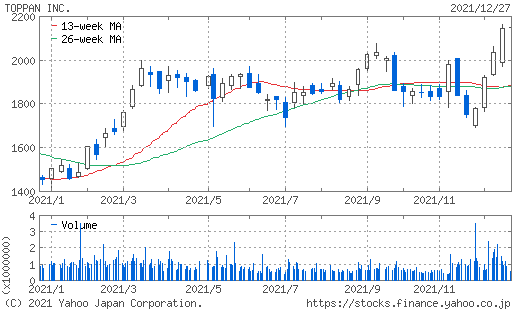 TOPPAN INC. 2021/12/27
2200
13-week MA
26-week MA
2000
1800
1600
1400
2021/1 2021/3 2021/5 2021/7 2021/9 2021/11
4
Volume
3
2
1
0
(x1000000)
2021/1 2021/3 2021/5 2021/7 2021/9 2021/11
(C) 2021 Yahoo Japan Corporation. https://stocks.finance.yahoo.co.jp/